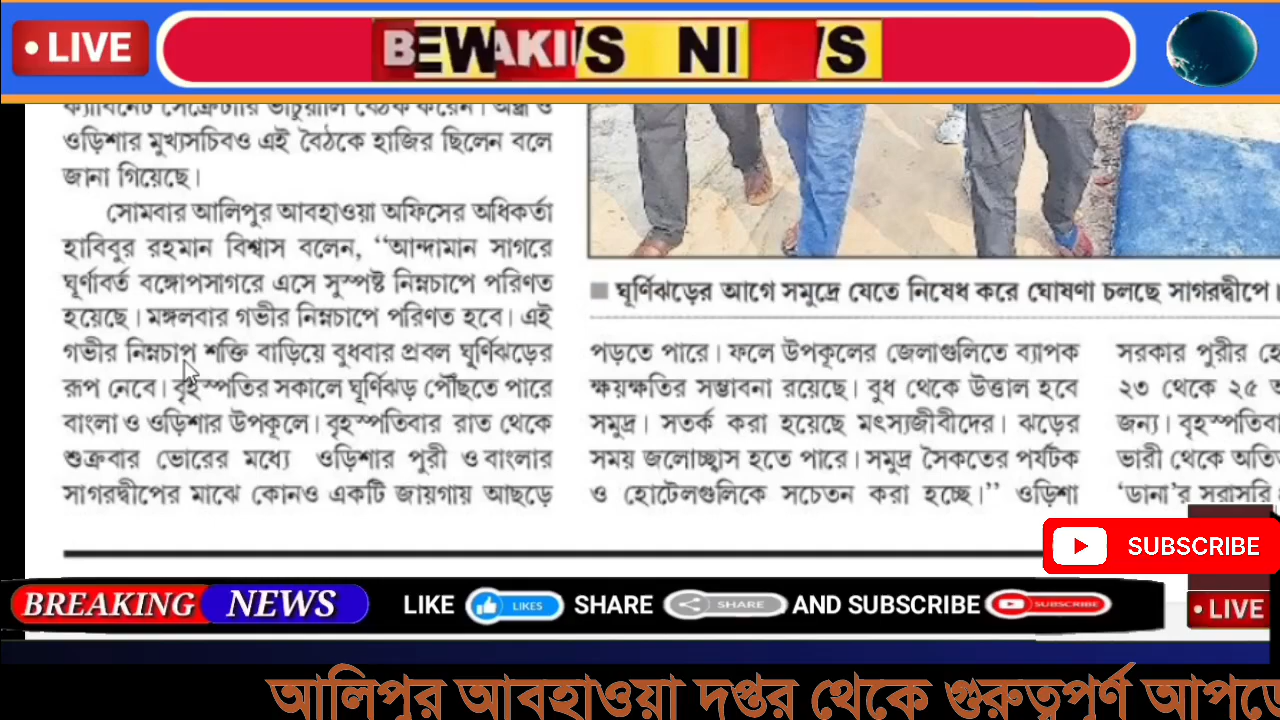 • LIVE
ক্যাবিনেট সেক্রেটারি ভার্চুয়ালি বৈঠক করেন। অন্ধ্র ও
ওড়িশার মুখ্যসচিবও এই বৈঠকে হাজির ছিলেন বলে
জানা গিয়েছে।
সোমবার আলিপুর আবহাওয়া অফিসের অধিকর্তা
হাবিবুর রহমান বিশ্বাস বলেন, ‘‘আন্দামান সাগরে
ঘূর্ণাবর্ত বঙ্গোপসাগরে এসে সুস্পষ্ট নিম্নচাপে পরিণত
হয়েছে। মঙ্গলবার গভীর নিম্নচাপে পরিণত হবে। এই
গভীর নিম্নচাপ শক্তি বাড়িয়ে বুধবার প্রবল ঘূর্ণিঝড়ের
রূপ নেবে। বৃহস্পতির সকালে ঘূর্ণিঝড় পৌঁছতে পারে
বাংলা ও ওড়িশার উপকূলে। বৃহস্পতিবার রাত থেকে
শুক্রবার ভোরের মধ্যে ওড়িশার পুরী ও বাংলার
সাগরদ্বীপের মাঝে কোনও একটি জায়গায় আছড়ে
■ ঘূর্ণিঝড়ের আগে সমুদ্রে যেতে নিষেধ করে ঘোষণা চলছে সাগরদ্বীপে।
পড়তে পারে। ফলে উপকূলের জেলাগুলিতে ব্যাপক
ক্ষয়ক্ষতির সম্ভাবনা রয়েছে। বুধ থেকে উত্তাল হবে
সমুদ্র। সতর্ক করা হয়েছে মৎস্যজীবীদের। ঝড়ের
সময় জলোচ্ছ্বাস হতে পারে। সমুদ্র সৈকতের পর্যটক
ও হোটেলগুলিকে সচেতন করা হচ্ছে।’’ ওড়িশা
সরকার পুরীর
২৩ থেকে ২৫
জন্য। বৃহস্পতিবা
ভারী থেকে
‘ডানা’র সরাসরি
SUBSCRIBE
BREAKING NEWS LIKE LIKES SHARE SHARE AND SUBSCRIBE SUBSCRIBE
• LIVE
আলিপুর আবহাওয়া দপ্তর থেকে গুরুত্বপূর্ণ